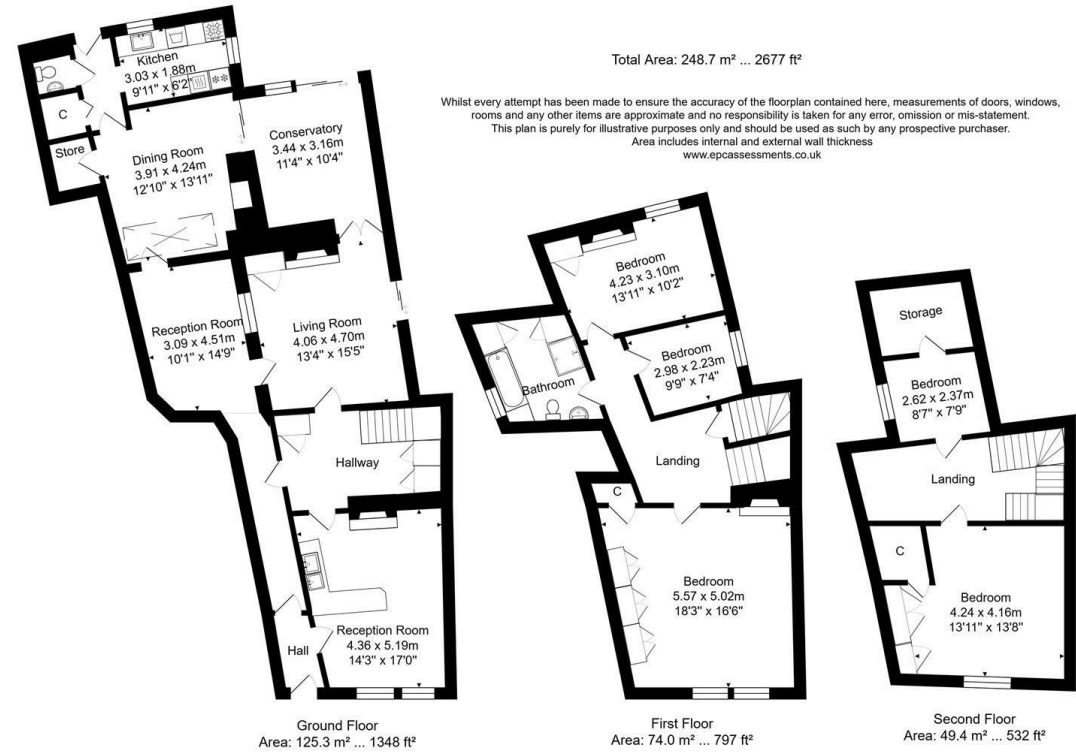 Total Area: 248.7 m² ... 2677 ft²
Whilst every attempt has been made to ensure the accuracy of the floorplan contained here, measurements of doors, windows,
rooms and any other items are approximate and no responsibility is taken for any error, omission or mis-statement.
This plan is purely for illustrative purposes only and should be used as such by any prospective purchaser.
Area includes internal and external wall thickness
www.epcassessments.co.uk
Kitchen
3.03 x 1.88m
9'11" x 6'2"
C
Store
Dining Room
3.91 x 4.24m
12'10" x 13'11"
Conservatory
3.44 x 3.16m
11'4" x 10'4"
Reception Room
3.09 x 4.51m
10'1" x 14'9"
Living Room
4.06 x 4.70m
13'4" x 15'5"
Hallway
Reception Room
4.36 x 5.19m
14'3" x 17'0"
Hall
Ground Floor
Area: 125.3 m² ... 1348 ft²
Bedroom
4.23 x 3.10m
13'11" x 10'2"
Bedroom
2.98 x 2.23m
9'9" x 7'4"
Bathroom
Landing
C
Bedroom
5.57 x 5.02m
18'3" x 16'6"
First Floor
Area: 74.0 m² ... 797 ft²
Storage
Bedroom
2.62 x 2.37m
8'7" x 7'9"
Landing
C
Bedroom
4.24 x 4.16m
13'11" x 13'8"
Second Floor
Area: 49.4 m² ... 532 ft²